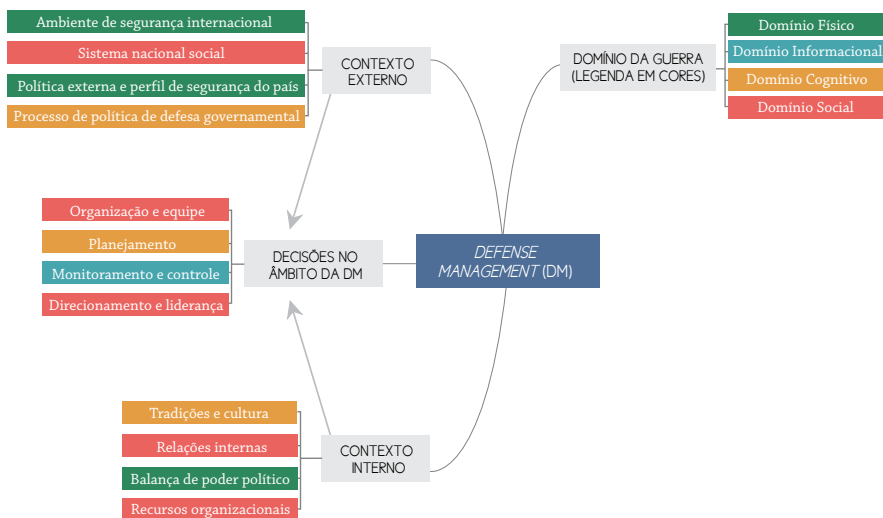 Ambiente de segurança internacional
Sistema nacional social
Política externa e perfil de segurança do país
Processo de política de defesa governamental
CONTEXTO
EXTERNO
DOMÍNIO DA GUERRA
(LEGENDA EM CORES)
Domínio Físico
Domínio Informacional
Domínio Cognitivo
Domínio Social
Organização e equipe
Planejamento
Monitoramento e controle
Direcionamento e liderança
DECISÕES NO
ÂMBITO DA DM
DEFENSE
MANAGEMENT (DM)
Tradições e cultura
Relações internas
Balança de poder político
Recursos organizacionais
CONTEXTO
INTERNO